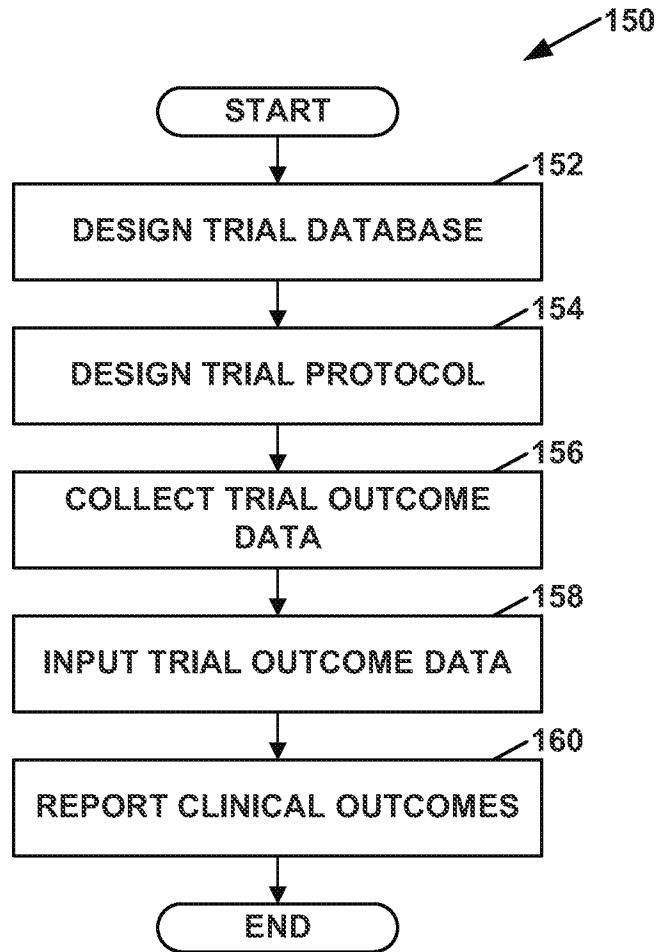 150
START
152
DESIGN TRIAL DATABASE
154
DESIGN TRIAL PROTOCOL
156
COLLECT TRIAL OUTCOME
DATA
158
INPUT TRIAL OUTCOME DATA
160
REPORT CLINICAL OUTCOMES
END